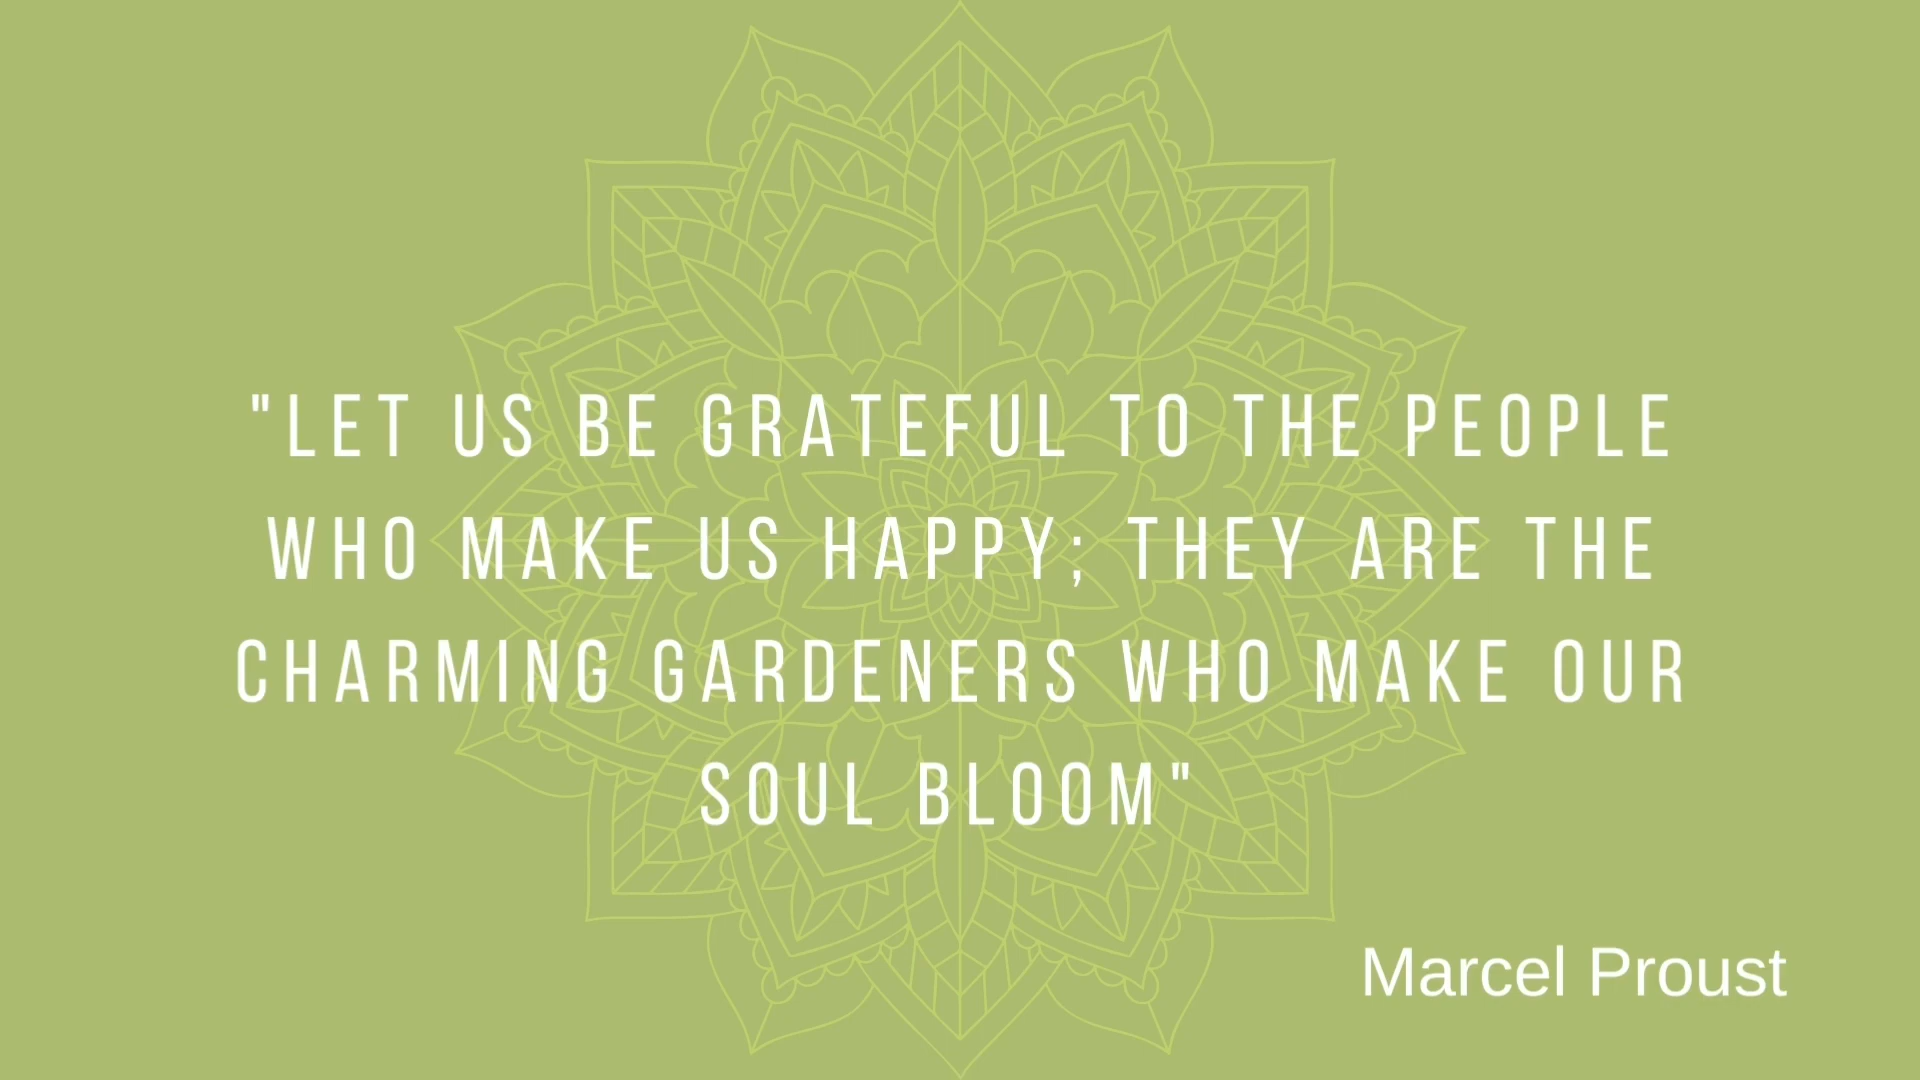 "LET US BE GRATEFUL TO THE PEOPLE
WHO MAKE US HAPPY; THEY ARE THE
CHARMING GARDENERS WHO MAKE OUR
SOUL BLOOM"
Marcel Proust